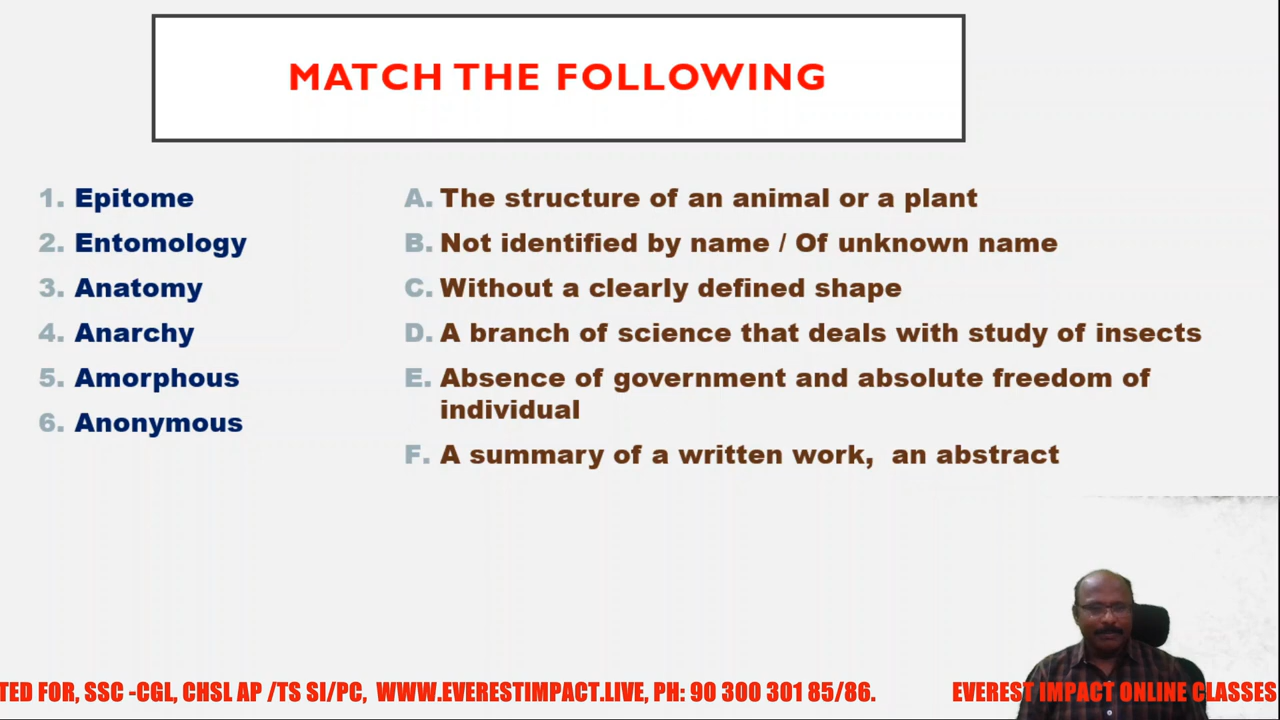 MATCH THE FOLLOWING
1. Epitome
2. Entomology
3. Anatomy
4. Anarchy
5. Amorphous
6. Anonymous
A. The structure of an animal or a plant
B. Not identified by name / Of unknown name
C. Without a clearly defined shape
D. A branch of science that deals with study of insects
E. Absence of government and absolute freedom of
individual
F. A summary of a written work, an abstract
TED FOR, SSC -CGL, CHSL AP /TS SI/PC, WWW.EVERESTIMPACT.LIVE, PH: 90 300 301 85/86. EVEREST IMPACT ONLINE CLASSES